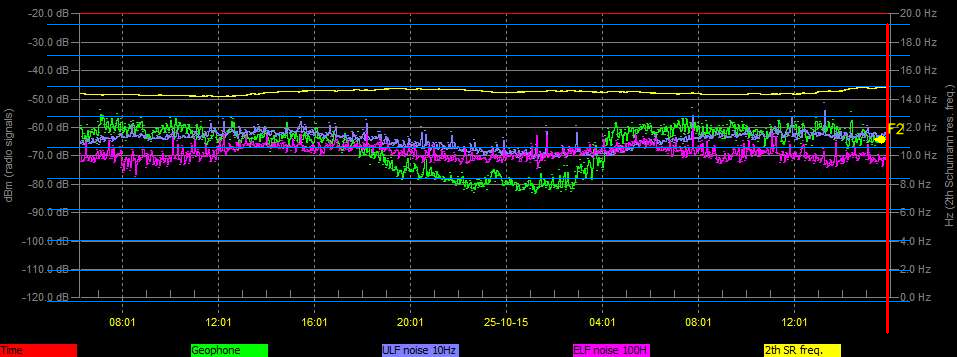 -20.0 dB 20.0 Hz
-30.0 dB 18.0 Hz
-40.0 dB 16.0 Hz
-50.0 dB 14.0 Hz
-60.0 dB 12.0 Hz
F2
-70.0 dB 10.0 Hz
-80.0 dB 8.0 Hz
-90.0 dB 6.0 Hz
-100.0 dB 4.0 Hz
-110.0 dB 2.0 Hz
-120.0 dB 0.0 Hz
dBm (radio signals)
Hz (2th Schumann res. freq.)
08:01 12:01 16:01 20:01 25-10-15 04:01 08:01 12:01
Time Geophone ULF noise 10Hz ELF noise 100H 2th SR freq.